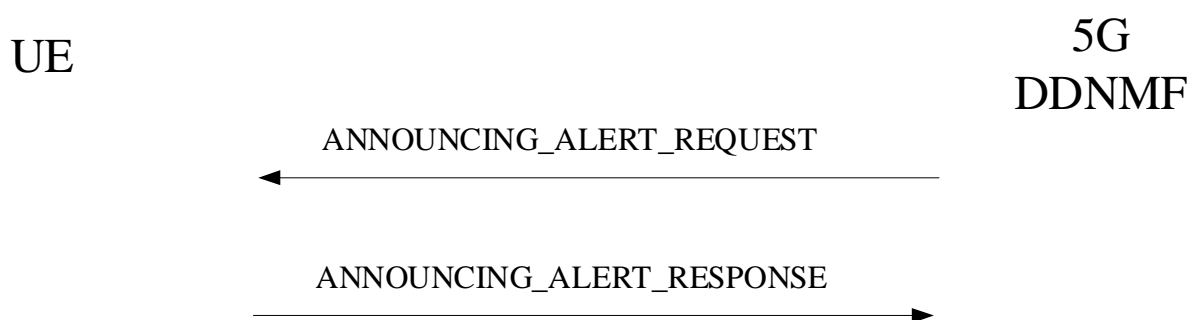 UE
5G
DDNMF
ANNOUNCING_ALERT_REQUEST
ANNOUNCING_ALERT_RESPONSE